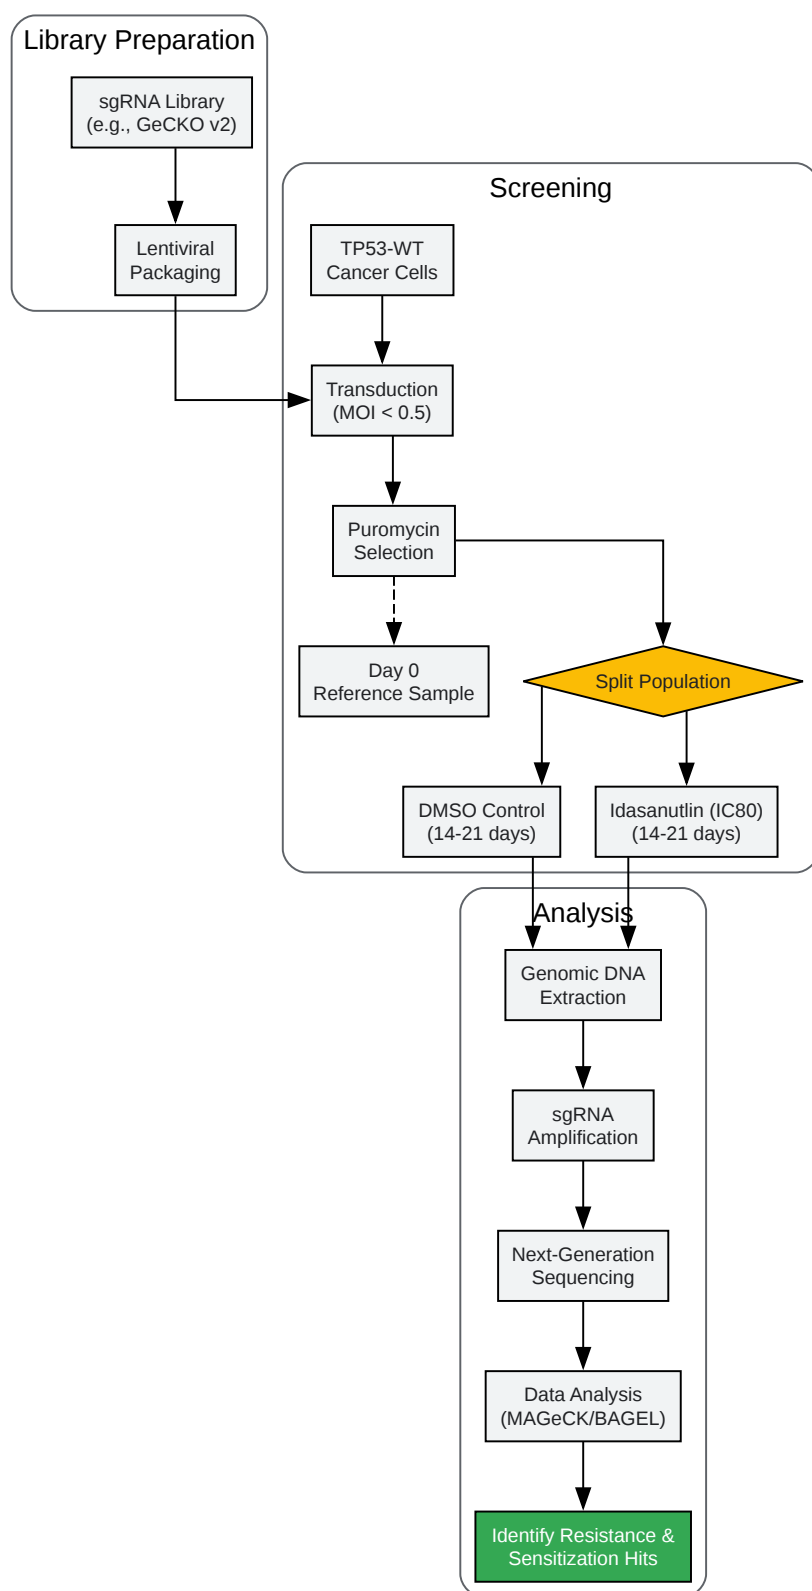 Library Preparation
sgRNA Library
(e.g., GeCKO v2)
Lentiviral
Packaging
Screening
TP53-WT
Cancer Cells
Transduction
(MOI < 0.5)
Puromycin
Selection
Day 0
Reference Sample
Split Population
DMSO Control
(14-21 days)
Idasanutlin (IC80)
(14-21 days)
Analysis
Genomic DNA
Extraction
sgRNA
Amplification
Next-Generation
Sequencing
Data Analysis
(MAGeCK/BAGEL)
Identify Resistance &
Sensitization Hits